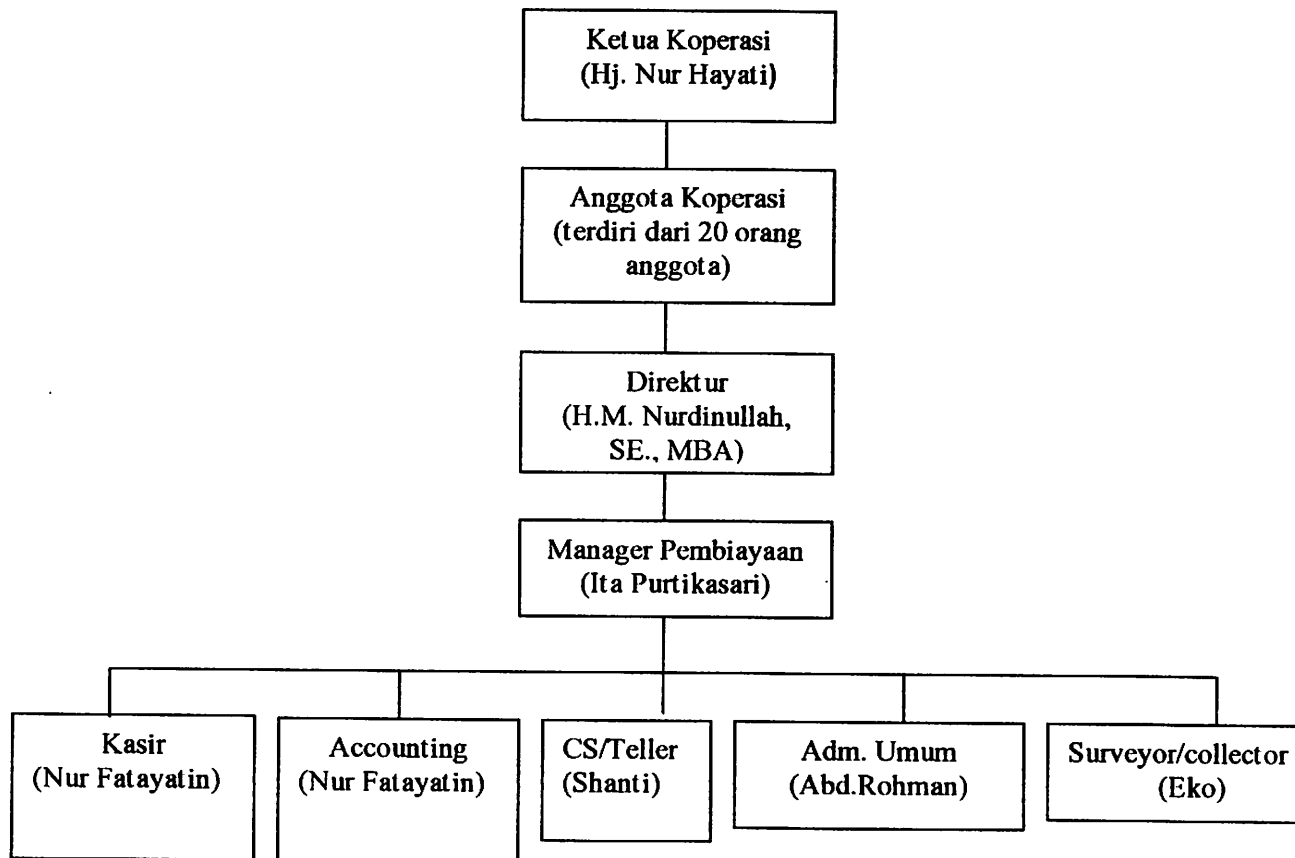 Ketua Koperasi
(Hj. Nur Hayati)
Anggota Koperasi
(terdiri dari 20 orang
anggota)
Direktur
(H.M. Nurdinullah,
SE., MBA)
Manager Pembiayaan
(Ita Purtikasari)
Kasir
(Nur Fatayatin)
Accounting
(Nur Fatayatin)
CS/Teller
(Shanti)
Adm. Umum
(Abd.Rohman)
Surveyor/collector
(Eko)